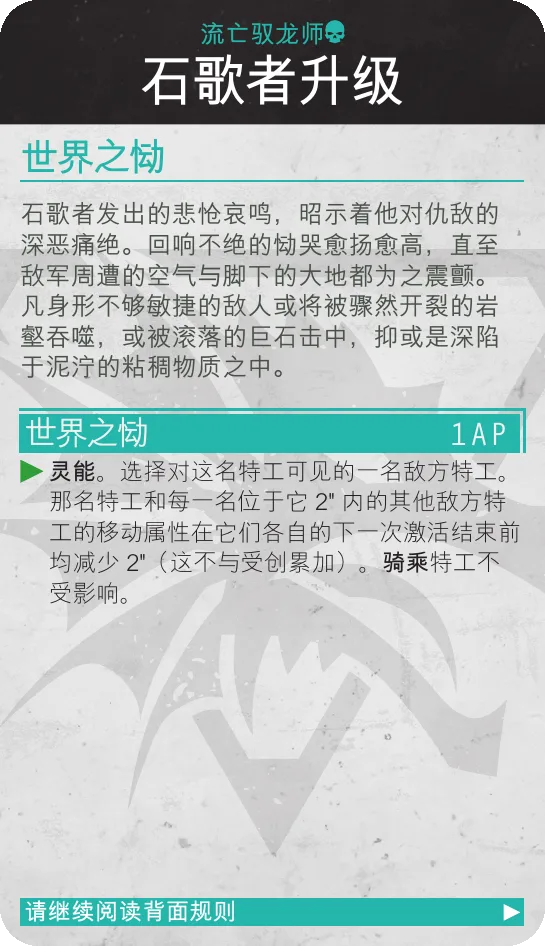 流亡驭龙师
石歌者升级
世界之恸
石歌者发出的悲怆哀鸣，昭示着他对仇敌的
深恶痛绝。回响不绝的恸哭愈扬愈高，直至
敌军周遭的空气与脚下的大地都为之震颤。
凡身形不够敏捷的敌人或将被骤然开裂的岩
壑吞噬，或被滚落的巨石击中，抑或是深陷
于泥泞的粘稠物质之中。
世界之恸 1AP
▶ 灵能。选择对这名特工可见的一名敌方特工。
那名特工和每一名位于它 2" 内的其他敌方特
工的移动属性在它们各自的下一次激活结束前
均减少 2"（这不与受创累加）。骑乘特工不
受影响。
请继续阅读背面规则 ▶